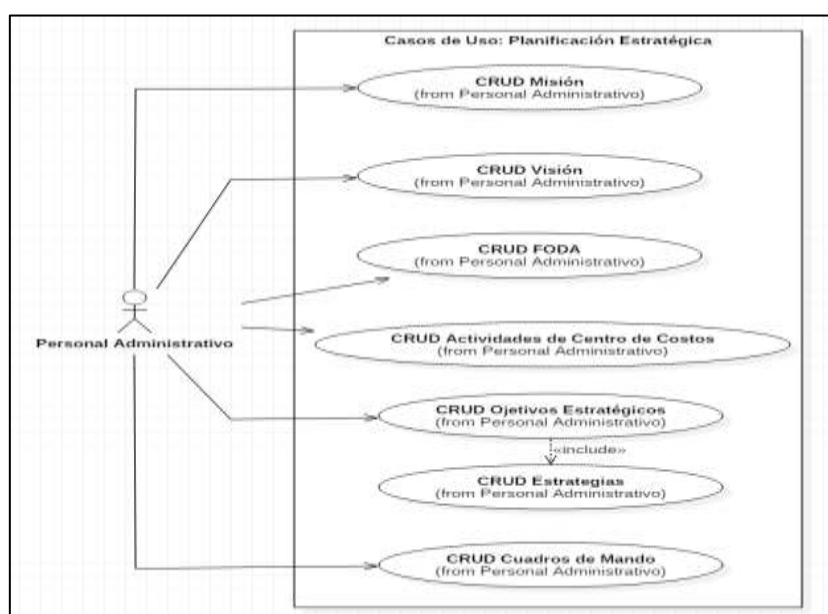 Casos de Uso: Planificación Estratégica
CRUD Misión
(from Personal Administrativo)
CRUD Visión
(from Personal Administrativo)
CRUD FODA
(from Personal Administrativo)
Personal Administrativo
CRUD Actividades de Centro de Costos
(from Personal Administrativo)
CRUD Ojetivos Estratégicos
(from Personal Administrativo)
«include»
CRUD Estrategias
(from Personal Administrativo)
CRUD Cuadros de Mando
(from Personal Administrativo)